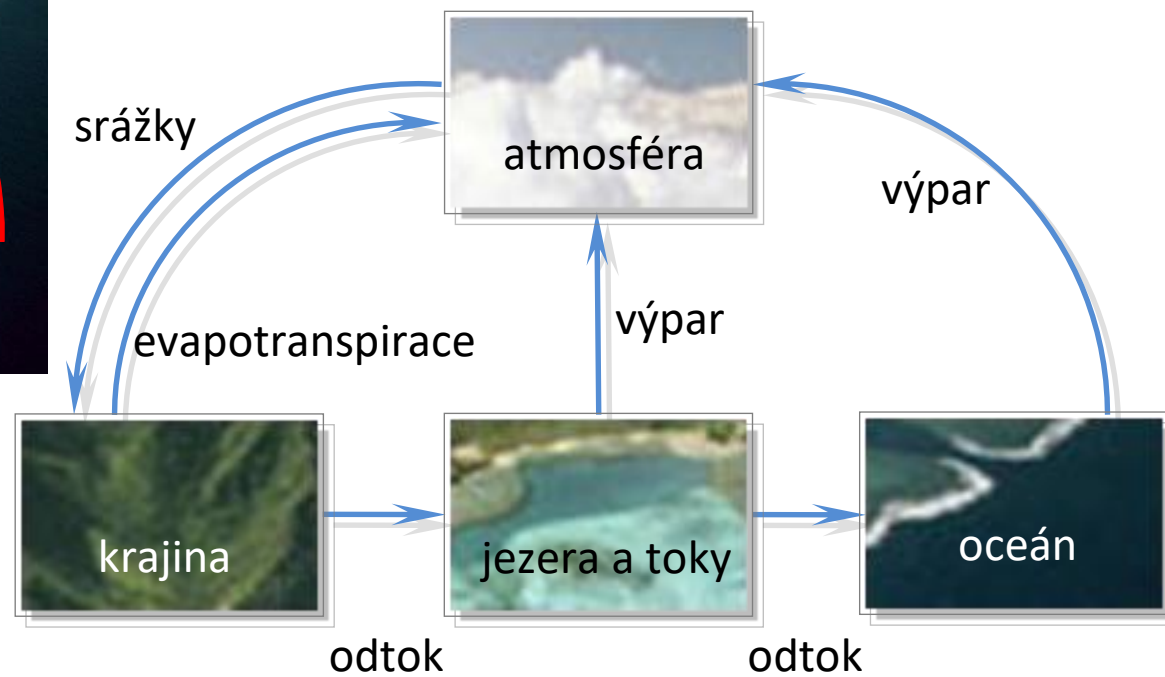 srážky
atmosféra
výpar
evapotranspirace
výpar
krajina
jezera a toky
oceán
odtok
odtok